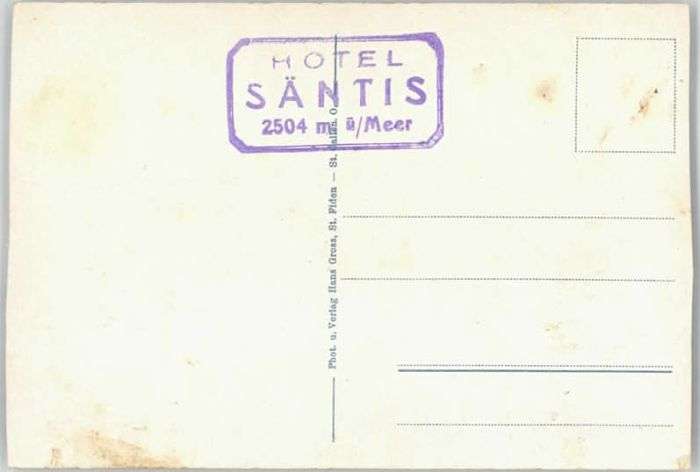 HOTEL
SÄNTIS
2504 m ü/Meer
Phot. u. Verlag Hans Gross, St. Fiden — St. Gallen O